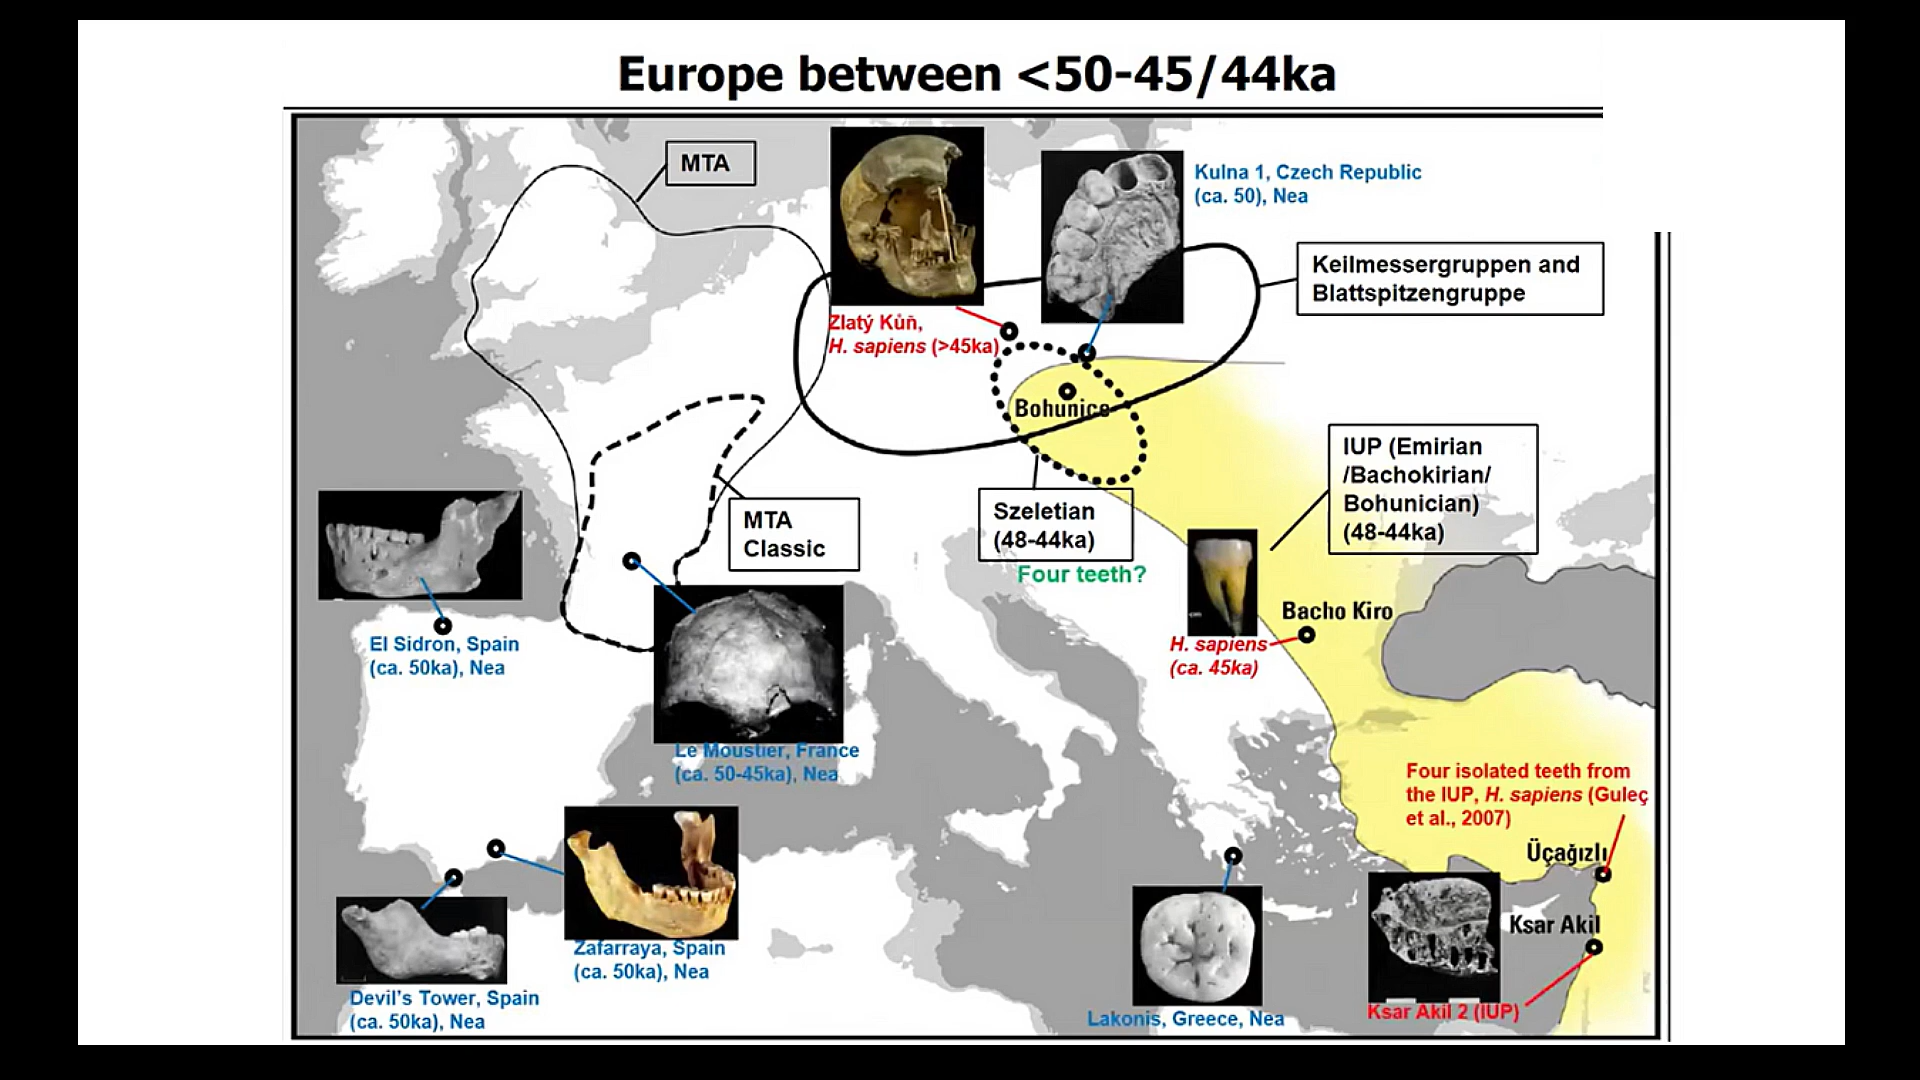 Europe between <50-45/44ka
MTA
Kulna 1, Czech Republic
(ca. 50), Nea
Keilmessergruppen and
Blattspitzengruppe
Zlatý Kůň,
H. sapiens (>45ka)
Bohunice
IUP (Emirian
/Bachokirian/
Bohunician)
(48-44ka)
MTA
Classic
Szeletian
(48-44ka)
Four teeth?
Bacho Kiro
H. sapiens
(ca. 45ka)
El Sidron, Spain
(ca. 50ka), Nea
Le Moustier, France
(ca. 50-45ka), Nea
Four isolated teeth from
the IUP, H. sapiens (Guleç
et al., 2007)
Üçağızlı
Ksar Akil
Zafarraya, Spain
(ca. 50ka), Nea
Devil's Tower, Spain
(ca. 50ka), Nea
Lakonis, Greece, Nea
Ksar Akil 2 (IUP)